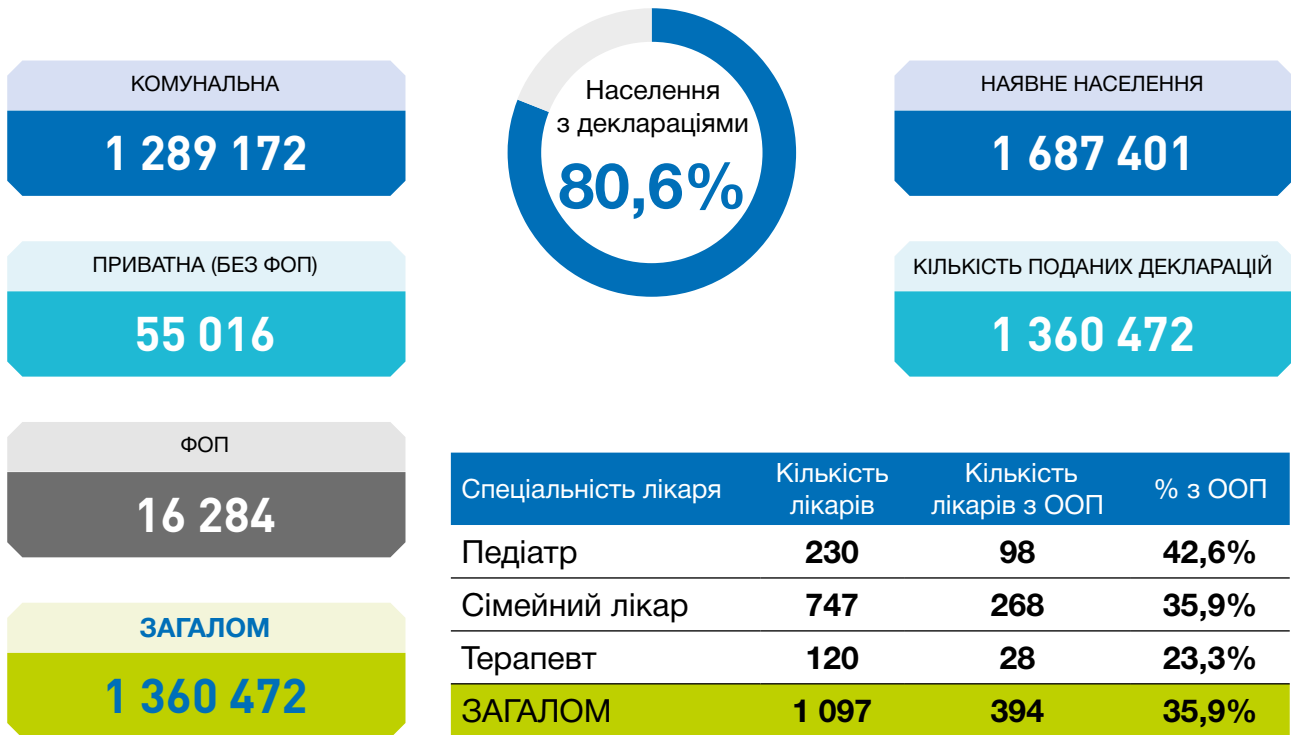 КОМУНАЛЬНА
1 289 172
ПРИВАТНА (БЕЗ ФОП)
55 016
ФОП
16 284
ЗАГАЛОМ
1 360 472
Населення
з деклараціями
80,6%
НАЯВНЕ НАСЕЛЕННЯ
1 687 401
КІЛЬКІСТЬ ПОДАНИХ ДЕКЛАРАЦІЙ
1 360 472
Спеціальність лікаря Кількість лікарів Кількість лікарів з ООП % з ООП
Педіатр 230 98 42,6%
Сімейний лікар 747 268 35,9%
Терапевт 120 28 23,3%
ЗАГАЛОМ 1 097 394 35,9%